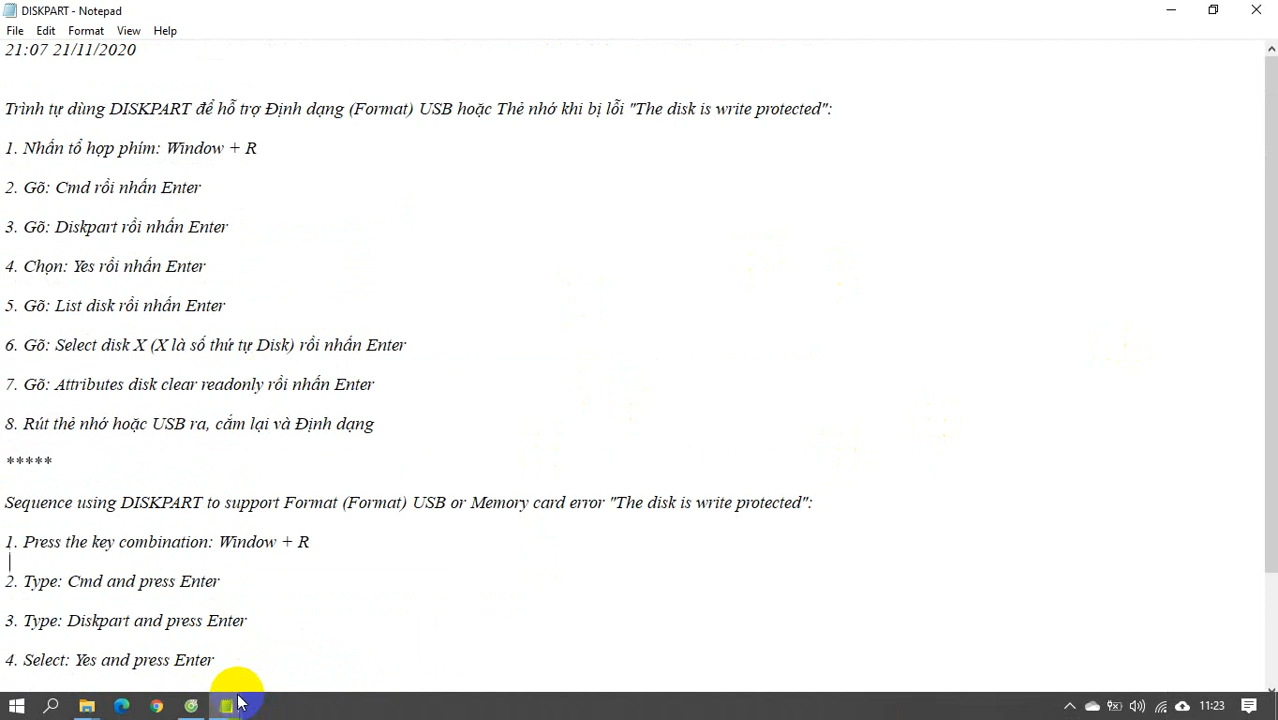 DISKPART - Notepad
File Edit Format View Help
21:07 21/11/2020
Trình tự dùng DISKPART để hỗ trợ Định dạng (Format) USB hoặc Thẻ nhớ khi bị lỗi "The disk is write protected":
1. Nhấn tổ hợp phím: Window + R
2. Gõ: Cmd rồi nhấn Enter
3. Gõ: Diskpart rồi nhấn Enter
4. Chọn: Yes rồi nhấn Enter
5. Gõ: List disk rồi nhấn Enter
6. Gõ: Select disk X (X là số thứ tự Disk) rồi nhấn Enter
7. Gõ: Attributes disk clear readonly rồi nhấn Enter
8. Rút thẻ nhớ hoặc USB ra, cắm lại và Định dạng
*****
Sequence using DISKPART to support Format (Format) USB or Memory card error "The disk is write protected":
1. Press the key combination: Window + R
2. Type: Cmd and press Enter
3. Type: Diskpart and press Enter
4. Select: Yes and press Enter
11:23